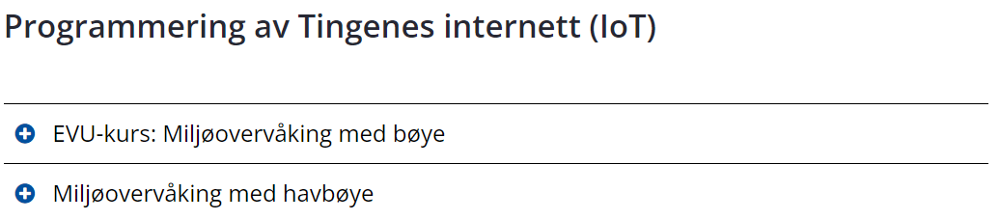 Programmering av Tingenes internett (IoT)
EVU-kurs: Miljøovervåking med bøye
Miljøovervåking med havbøye